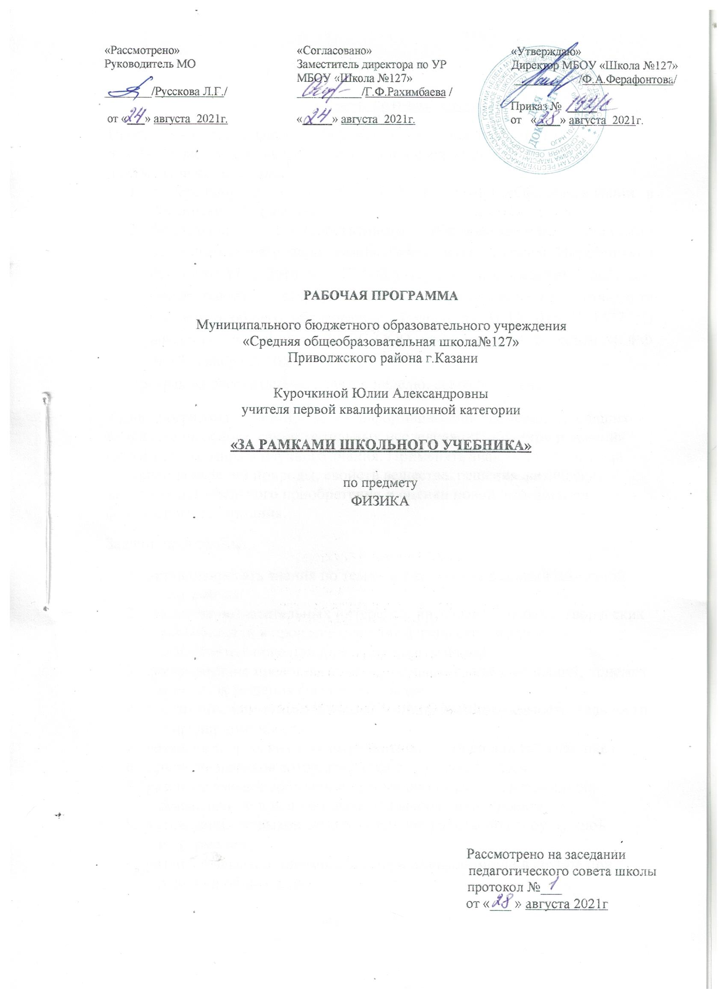 «Рассмотрено»
Руководитель МО
/Русскова Л.Г./
от «24» августа 2021г.
«Согласовано»
Заместитель директора по УР
МБОУ «Школа №127»
/Г.Ф.Рахимбаева /
«24» августа 2021г.
«Утверждаю»
Директор МБОУ «Школа №127»
/Ф.А.Ферафонтова/
Приказ №
от «28» августа 2021г.
ДЛЯ
РАБОЧАЯ ПРОГРАММА
Муниципального бюджетного образовательного учреждения
«Средняя общеобразовательная школа№127»
Приволжского района г.Казани
Курочкиной Юлии Александровны
учителя первой квалификационной категории
«ЗА РАМКАМИ ШКОЛЬНОГО УЧЕБНИКА»
по предмету
ФИЗИКА
Рассмотрено на заседании
педагогического совета школы
протокол № 1
от «28» августа 2021г